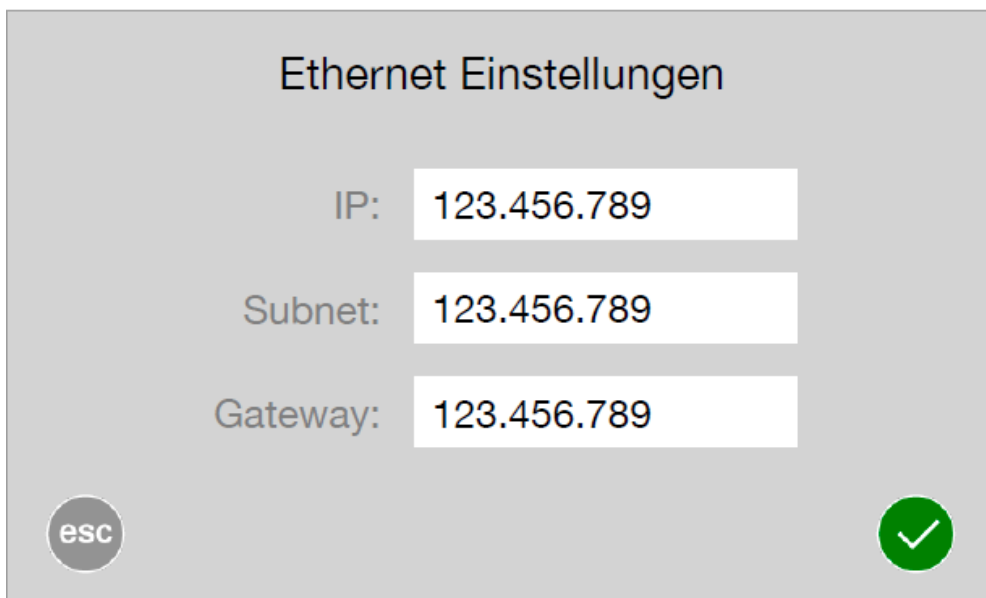 Ethernet Einstellungen
IP: 123.456.789
Subnet: 123.456.789
Gateway: 123.456.789
esc